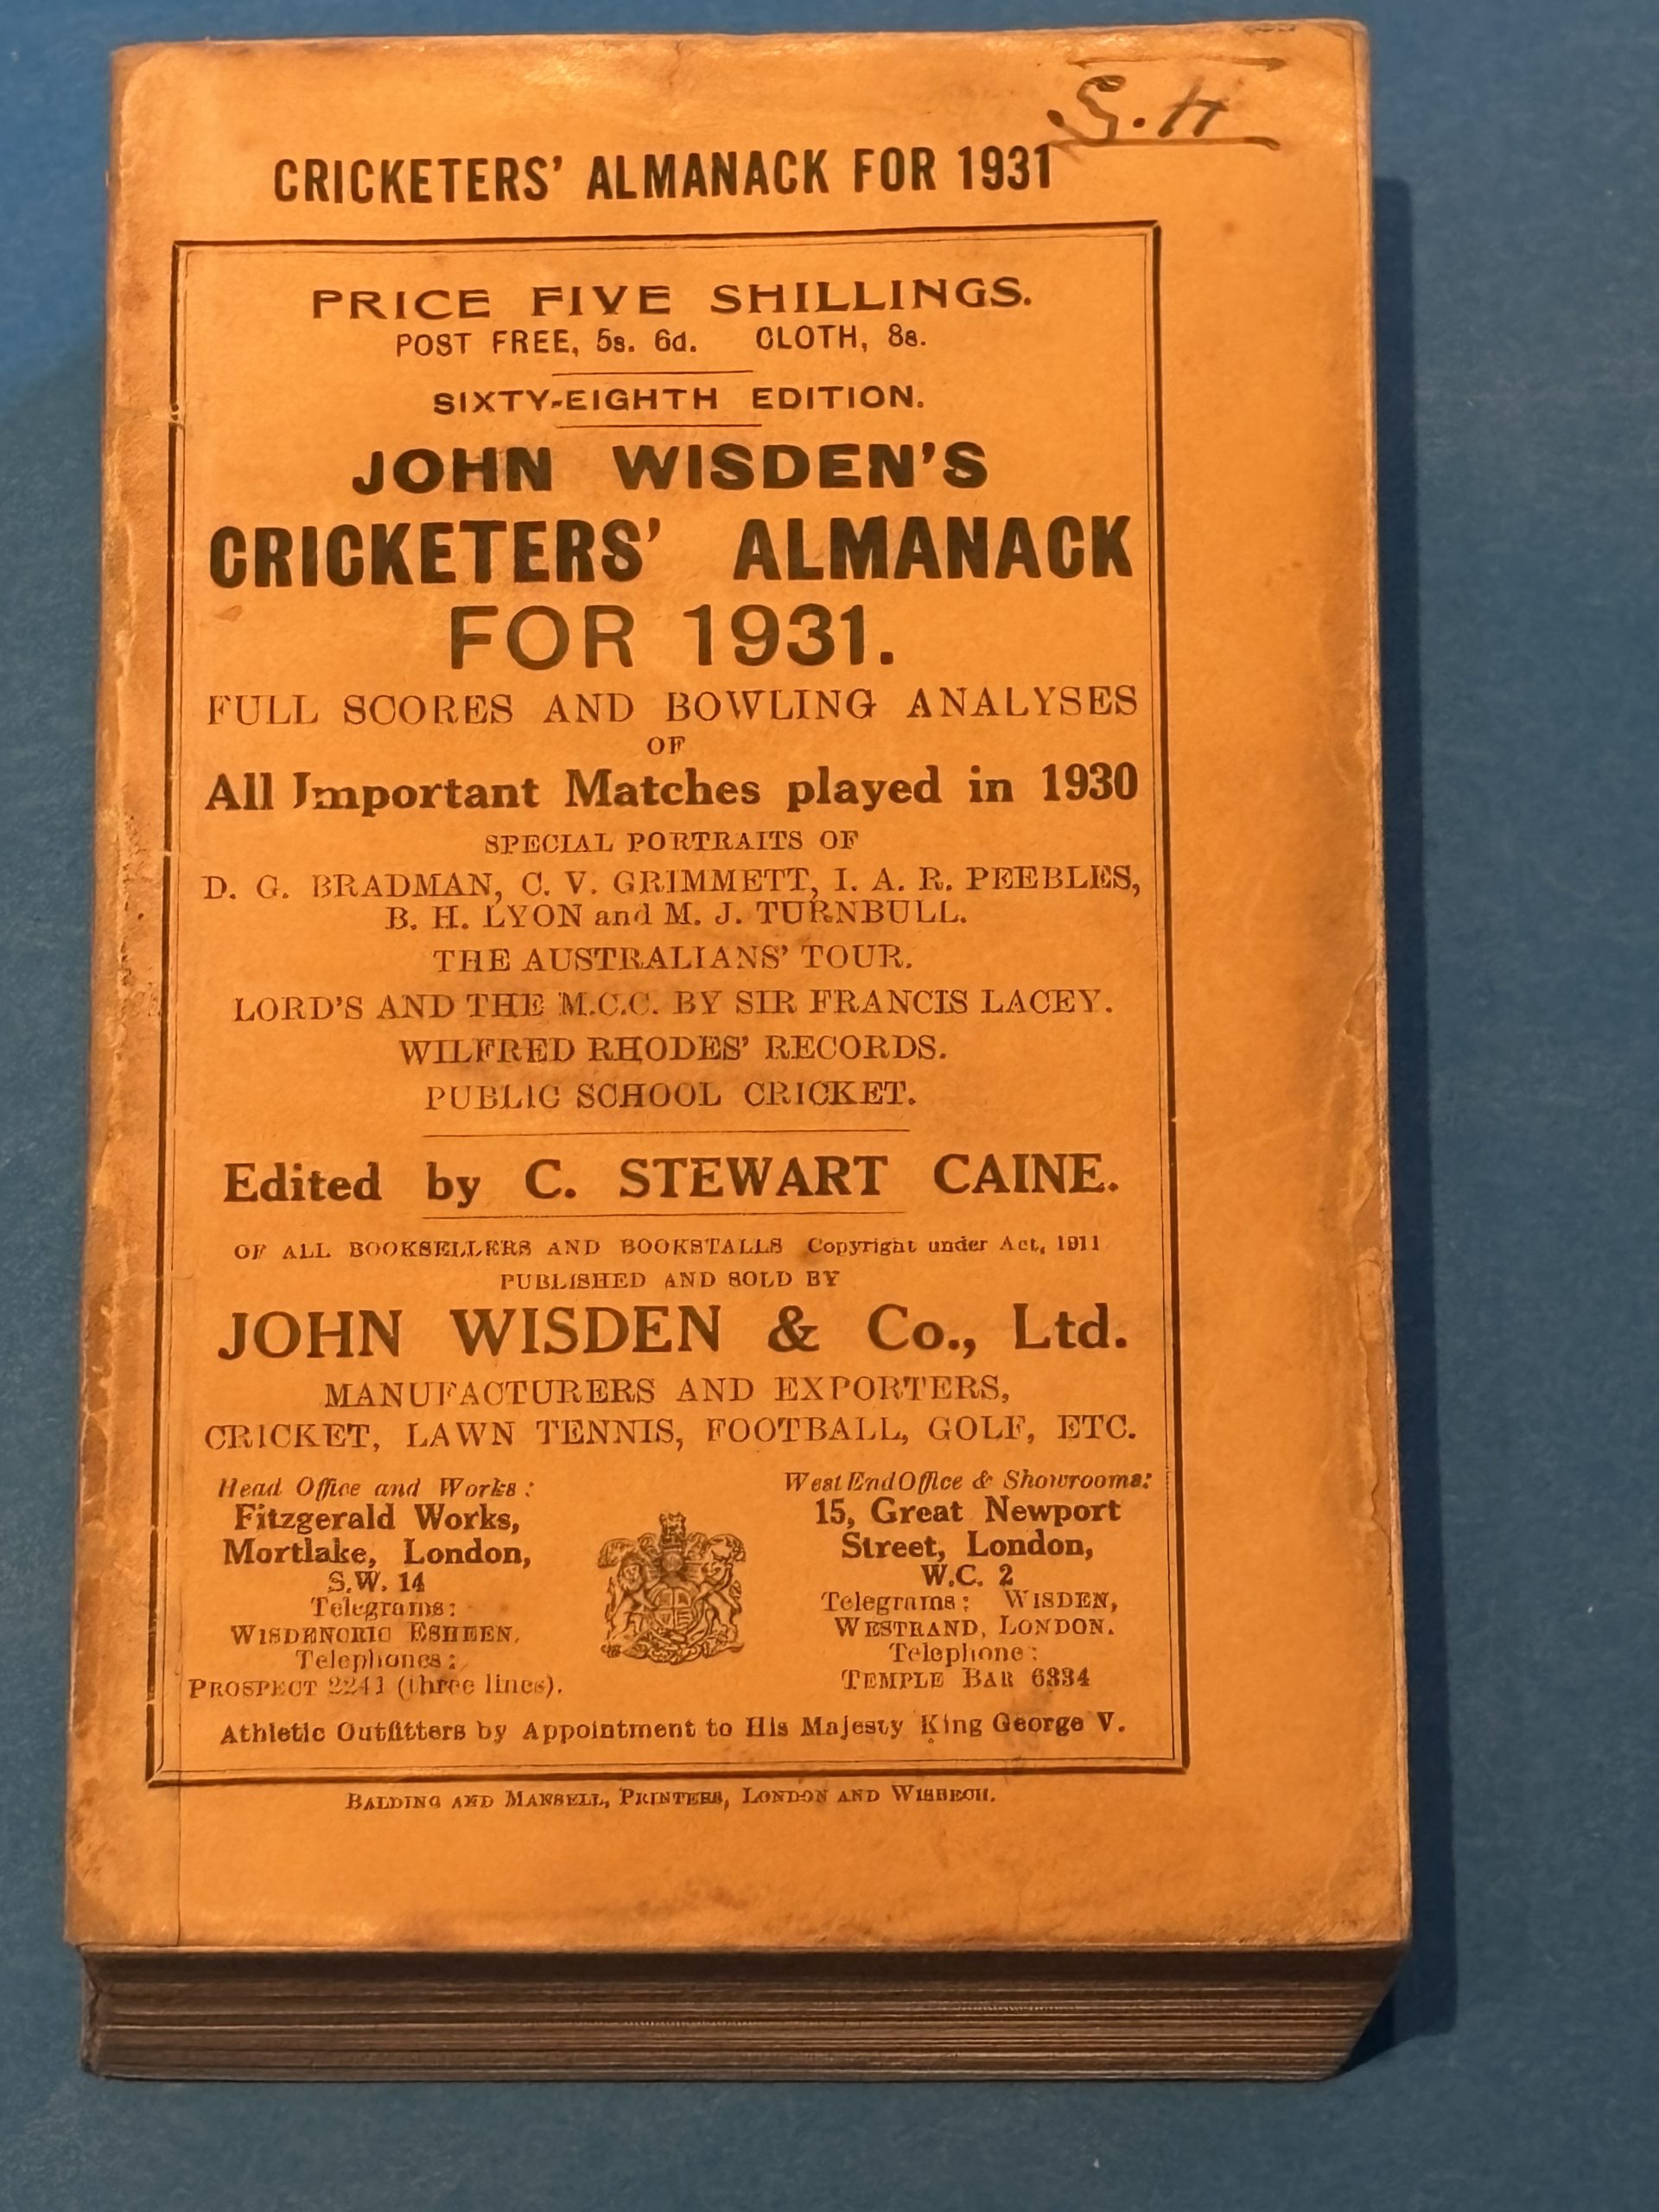 S.H
CRICKETERS' ALMANACK FOR 1931
PRICE FIVE SHILLINGS.
POST FREE, 5s. 6d. CLOTH, 8s.
SIXTY-EIGHTH EDITION.
JOHN WISDEN'S
CRICKETERS' ALMANACK
FOR 1931.
FULL SCORES AND BOWLING ANALYSES
OF
All Important Matches played in 1930
SPECIAL PORTRAITS OF
D. G. BRADMAN, C. V. GRIMMETT, I. A. R. PEEBLES,
B. H. LYON and M. J. TURNBULL.
THE AUSTRALIANS' TOUR.
LORD'S AND THE M.C.C. BY SIR FRANCIS LACEY.
WILFRED RHODES' RECORDS.
PUBLIC SCHOOL CRICKET.
Edited by C. STEWART CAINE.
OF ALL BOOKSELLERS AND BOOKSTALLS Copyright under Act, 1911
PUBLISHED AND SOLD BY
JOHN WISDEN & Co., Ltd.
MANUFACTURERS AND EXPORTERS,
CRICKET, LAWN TENNIS, FOOTBALL, GOLF, ETC.
Head Office and Works:
Fitzgerald Works,
Mortlake, London,
S.W. 14
Telegrams:
ESHEEN,
Telephones:
PROSPECT 2241 (three lines).
West End Office & Showrooms:
15, Great Newport
Street, London,
W.C. 2
Telegrams: WISDEN,
WESTRAND, LONDON.
Telephone:
TEMPLE BAR 6334
Athletic Outfitters by Appointment to His Majesty King George V.
BALDING AND MANSELL, PRINTERS, LONDON AND WISBECH.